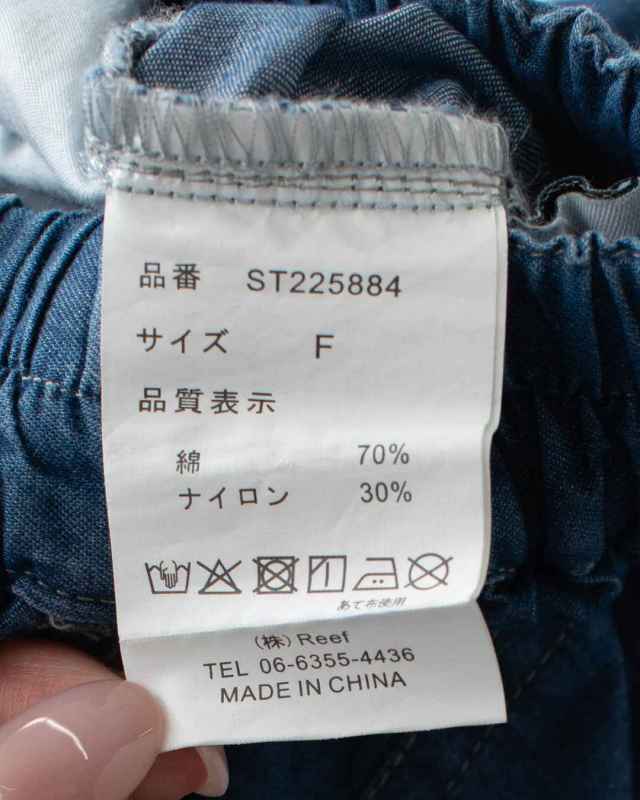 品番 ST225884
サイズ F
品質表示
綿 70%
ナイロン 30%
あて布使用
(株) Reef
TEL 06-6355-4436
MADE IN CHINA